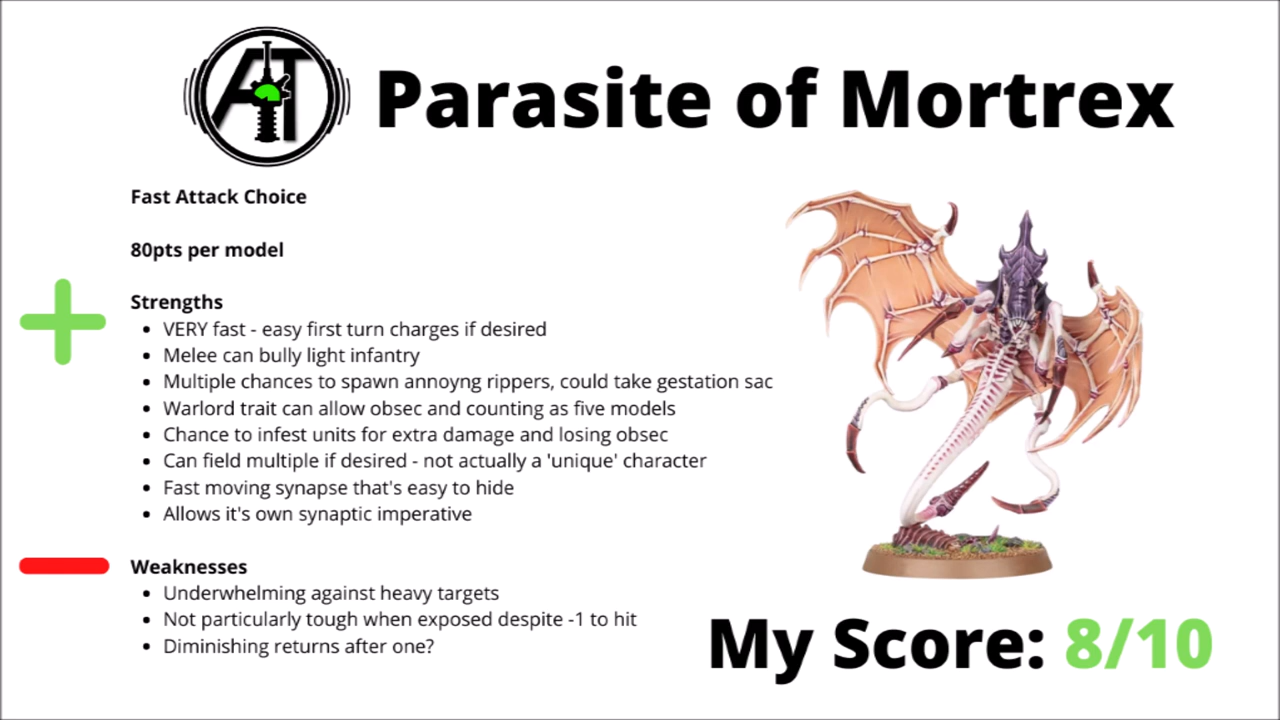 AT
Parasite of Mortrex
Fast Attack Choice
80pts per model
Strengths
• VERY fast - easy first turn charges if desired
• Melee can bully light infantry
• Multiple chances to spawn annoyng rippers, could take gestation sac
• Warlord trait can allow obsec and counting as five models
• Chance to infest units for extra damage and losing obsec
• Can field multiple if desired - not actually a 'unique' character
• Fast moving synapse that's easy to hide
• Allows it's own synaptic imperative
Weaknesses
• Underwhelming against heavy targets
• Not particularly tough when exposed despite -1 to hit
• Diminishing returns after one?
My Score: 8/10